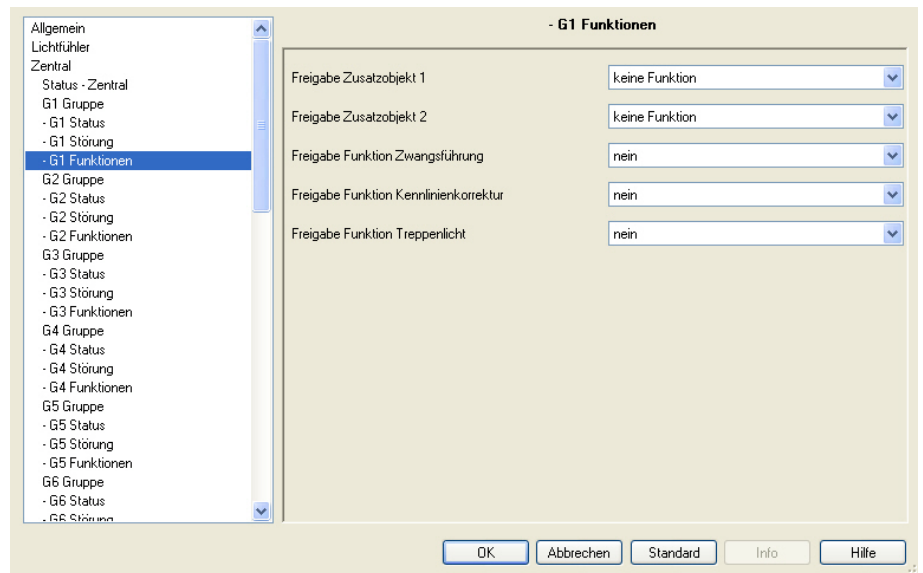 Allgemein
Lichtfühler
Zentral
Status - Zentral
G1 Gruppe
- G1 Status
- G1 Störung
- G1 Funktionen
G2 Gruppe
- G2 Status
- G2 Störung
- G2 Funktionen
G3 Gruppe
- G3 Status
- G3 Störung
- G3 Funktionen
G4 Gruppe
- G4 Status
- G4 Störung
- G4 Funktionen
G5 Gruppe
- G5 Status
- G5 Störung
- G5 Funktionen
G6 Gruppe
- G6 Status
- G6 Störung
- G1 Funktionen
Freigabe Zusatzobjekt 1 keine Funktion
Freigabe Zusatzobjekt 2 keine Funktion
Freigabe Funktion Zwangsführung nein
Freigabe Funktion Kennlinienkorrektur nein
Freigabe Funktion Treppenlicht nein
OK Abbrechen Standard Info Hilfe